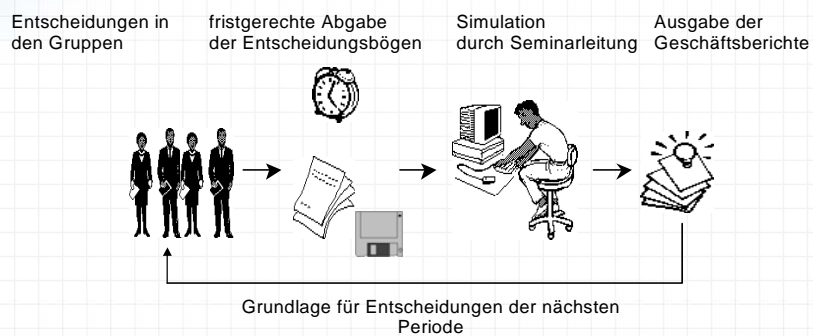 Entscheidungen in
den Gruppen
fristgerechte Abgabe
der Entscheidungsbögen
Simulation
durch Seminarleitung
Ausgabe der
Geschäftsberichte
Grundlage für Entscheidungen der nächsten
Periode